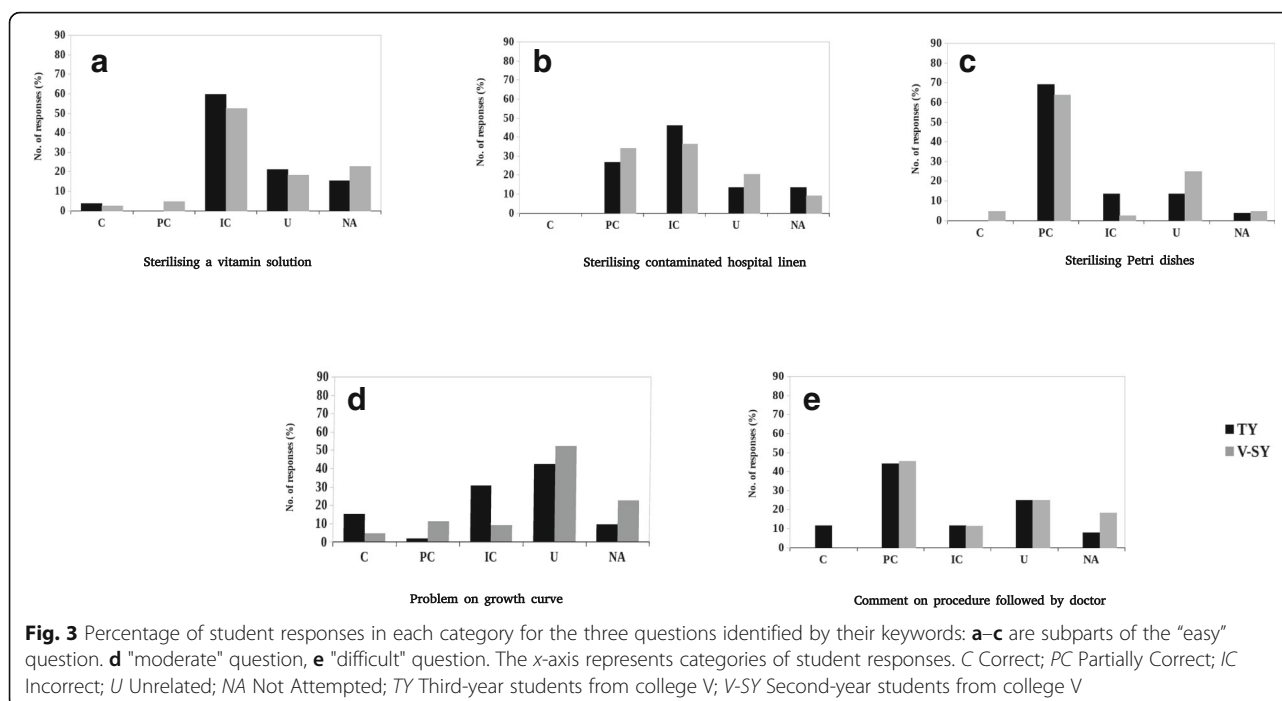 a
No. of responses (%)
90
80
70
60
50
40
30
20
10
0
C PC IC U NA
Sterilising a vitamin solution
b
No. of responses (%)
90
80
70
60
50
40
30
20
10
0
C PC IC U NA
Sterilising contaminated hospital linen
c
No. of responses (%)
90
80
70
60
50
40
30
20
10
0
C PC IC U NA
Sterilising Petri dishes
d
No. of responses (%)
90
80
70
60
50
40
30
20
10
0
C PC IC U NA
Problem on growth curve
e
No. of responses (%)
90
80
70
60
50
40
30
20
10
0
C PC IC U NA
Comment on procedure followed by doctor
TY
V-SY
Fig. 3 Percentage of student responses in each category for the three questions identified by their keywords: a–c are subparts of the “easy”
question. d "moderate" question, e "difficult" question. The x-axis represents categories of student responses. C Correct; PC Partially Correct; IC
Incorrect; U Unrelated; NA Not Attempted; TY Third-year students from college V; V-SY Second-year students from college V